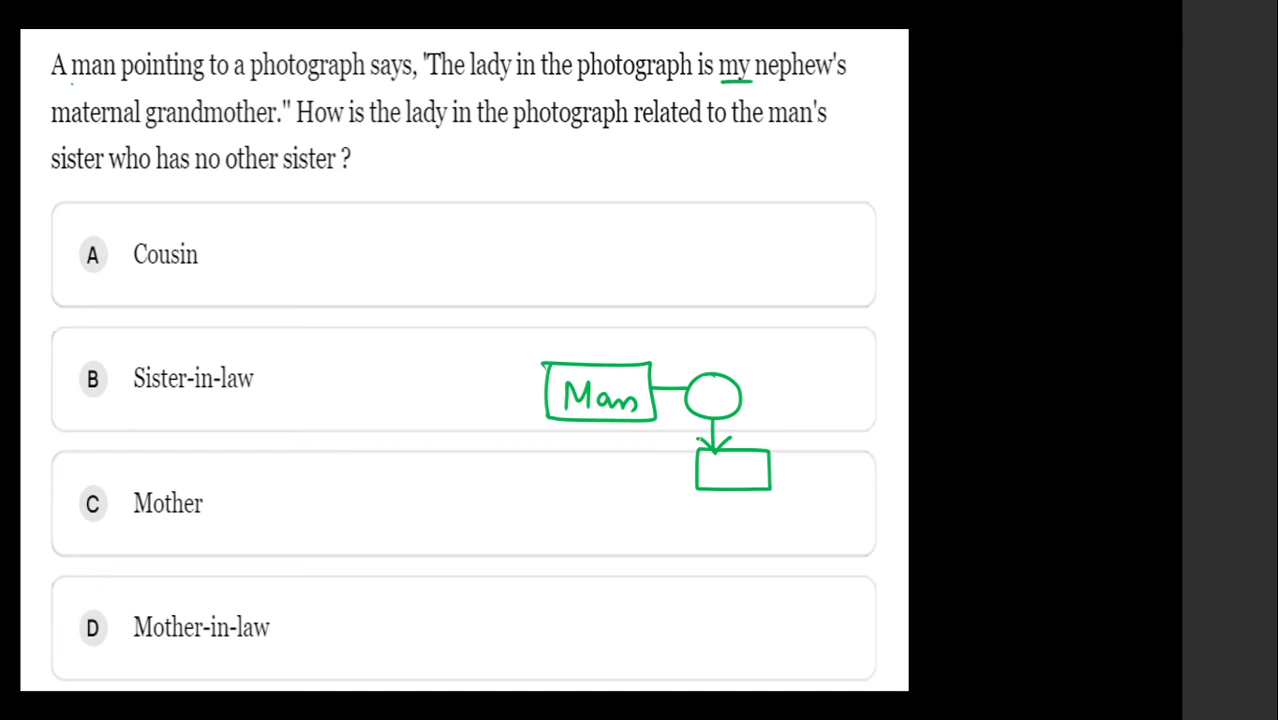 A man pointing to a photograph says, 'The lady in the photograph is my nephew's
maternal grandmother." How is the lady in the photograph related to the man's
sister who has no other sister ?
A Cousin
B Sister-in-law
Man
C Mother
D Mother-in-law